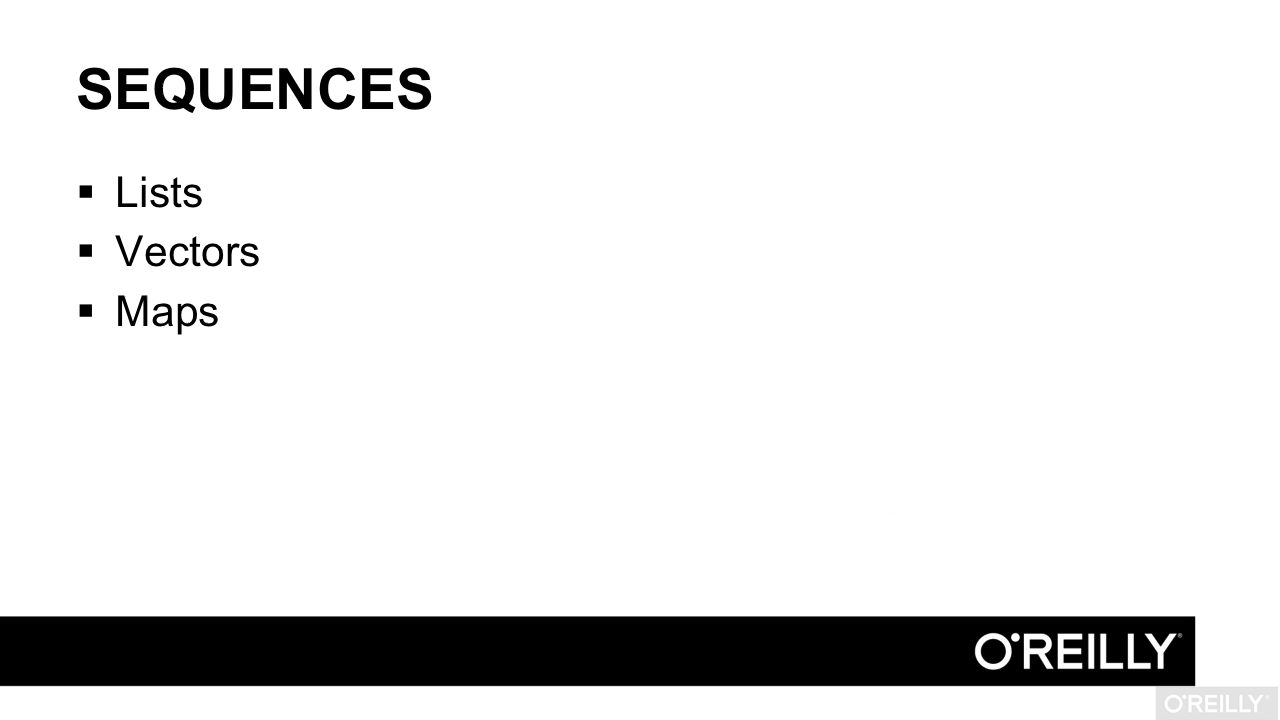 SEQUENCES
▪ Lists
▪ Vectors
▪ Maps
O'REILLY®
O'REILLY®